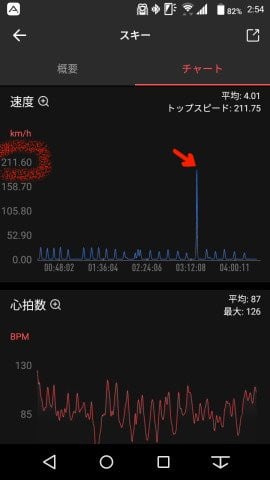 82% 2:54
スキー
概要 チャート
速度 平均: 4.01
トップスピード: 211.75
km/h
211.60
158.70
105.80
52.90
0.00
00:48:02 01:36:04 02:24:06 03:12:08 04:00:11
心拍数 平均: 87
最大: 126
BPM
130
85